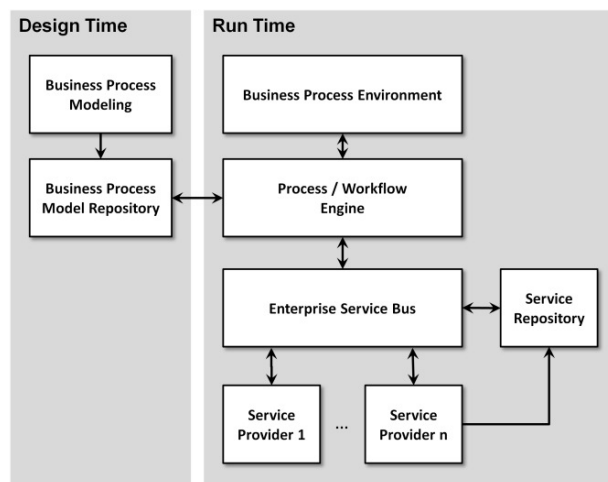 Design Time
Run Time
Business Process
Modeling
Business Process Environment
Business Process
Model Repository
Process / Workflow
Engine
Enterprise Service Bus
Service
Repository
Service
Provider 1
...
Service
Provider n